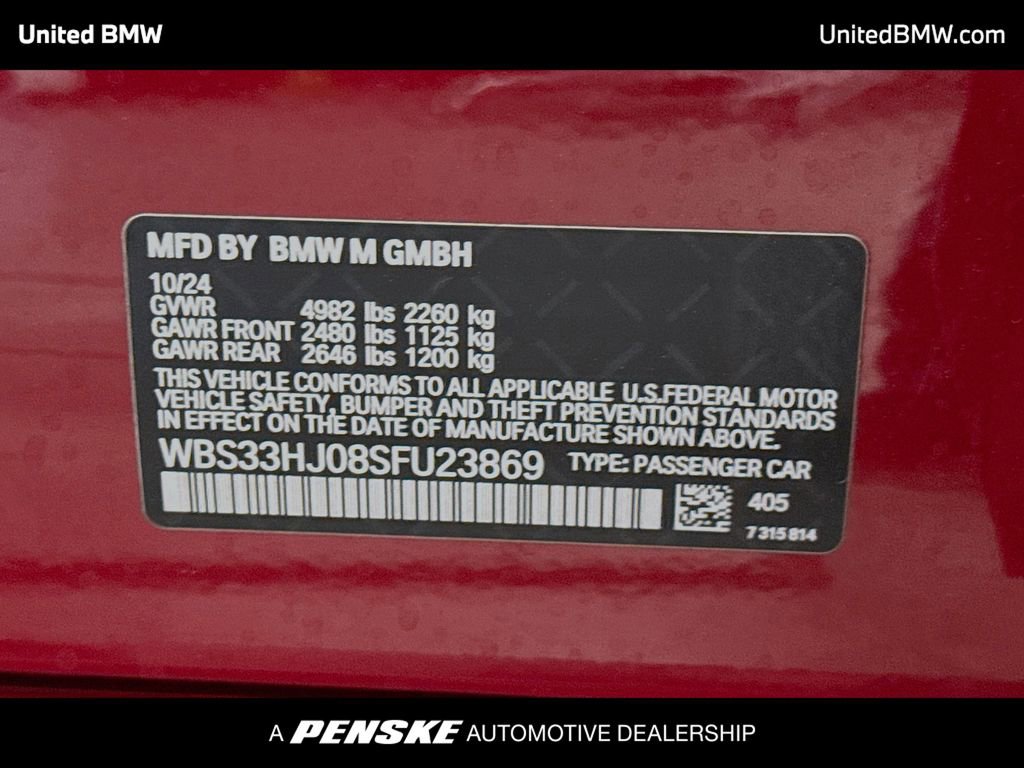 United BMW
UnitedBMW.com
MFD BY BMW M GMBH
10/24
GVWR 4982 lbs 2260 kg
GAWR FRONT 2480 lbs 1125 kg
GAWR REAR 2646 lbs 1200 kg
THIS VEHICLE CONFORMS TO ALL APPLICABLE U.S.FEDERAL MOTOR
VEHICLE SAFETY, BUMPER AND THEFT PREVENTION STANDARDS
IN EFFECT ON THE DATE OF MANUFACTURE SHOWN ABOVE.
WBS33HJ08SFU23869 TYPE: PASSENGER CAR
405
7315814
A PENSKE AUTOMOTIVE DEALERSHIP